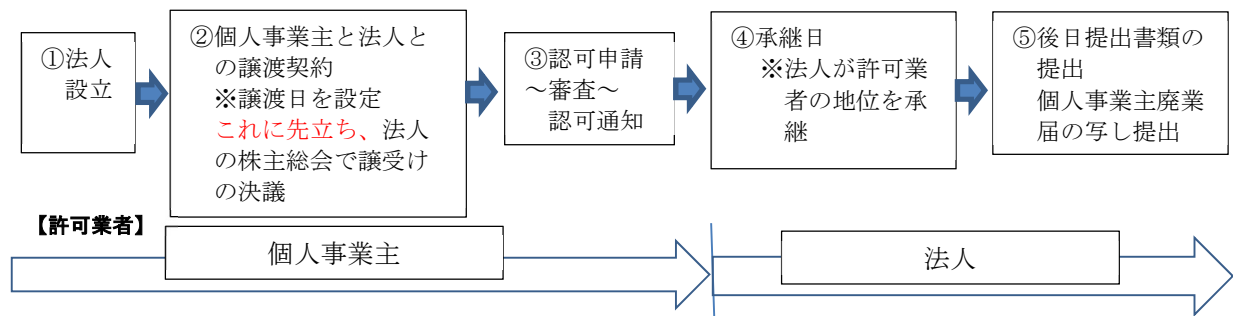 ①法人
設立
②個人事業主と法人と
の譲渡契約
※譲渡日を設定
これに先立ち、法人
の株主総会で譲受け
の決議
③認可申請
～審査～
認可通知
④承継日
※法人が許可業
者の地位を承
継
⑤後日提出書類の
提出
個人事業主廃業
届の写し提出
【許可業者】
個人事業主
法人